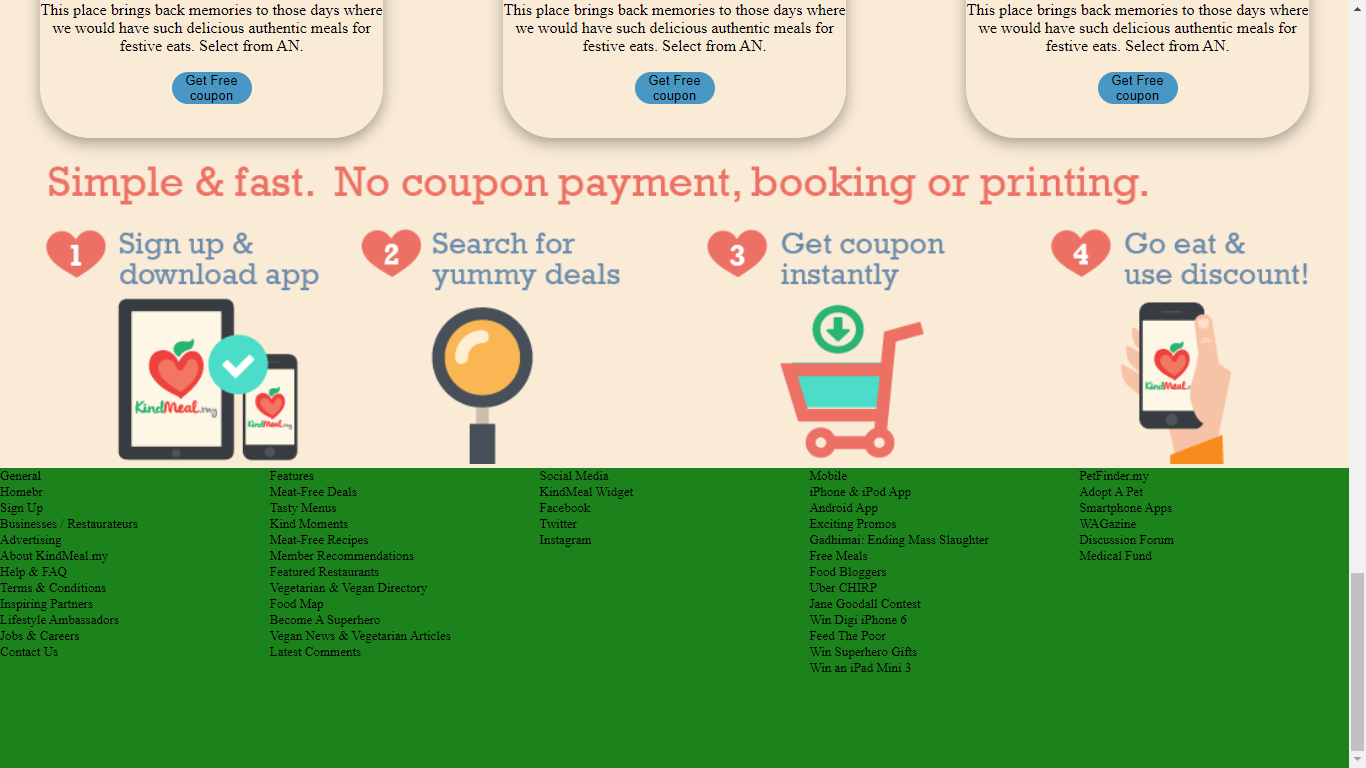 This place brings back memories to those days where
we would have such delicious authentic meals for
festive eats. Select from AN.
Get Free
coupon
This place brings back memories to those days where
we would have such delicious authentic meals for
festive eats. Select from AN.
Get Free
coupon
This place brings back memories to those days where
we would have such delicious authentic meals for
festive eats. Select from AN.
Get Free
coupon
Simple & fast. No coupon payment, booking or printing.
1
Sign up &
download app
2
Search for
yummy deals
3
Get coupon
instantly
4
Go eat &
use discount!
KindMeal.my
KindMeal.my
KindMeal.
General
Homebr
Sign Up
Businesses / Restaurateurs
Advertising
About KindMeal.my
Help & FAQ
Terms & Conditions
Inspiring Partners
Lifestyle Ambassadors
Jobs & Careers
Contact Us
Features
Meat-Free Deals
Tasty Menus
Kind Moments
Meat-Free Recipes
Member Recommendations
Featured Restaurants
Vegetarian & Vegan Directory
Food Map
Become A Superhero
Vegan News & Vegetarian Articles
Latest Comments
Social Media
KindMeal Widget
Facebook
Twitter
Instagram
Mobile
iPhone & iPod App
Android App
Exciting Promos
Gadhimai: Ending Mass Slaughter
Free Meals
Food Bloggers
Uber CHIRP
Jane Goodall Contest
Win Digi iPhone 6
Feed The Poor
Win Superhero Gifts
Win an iPad Mini 3
PetFinder.my
Adopt A Pet
Smartphone Apps
WAGazine
Discussion Forum
Medical Fund